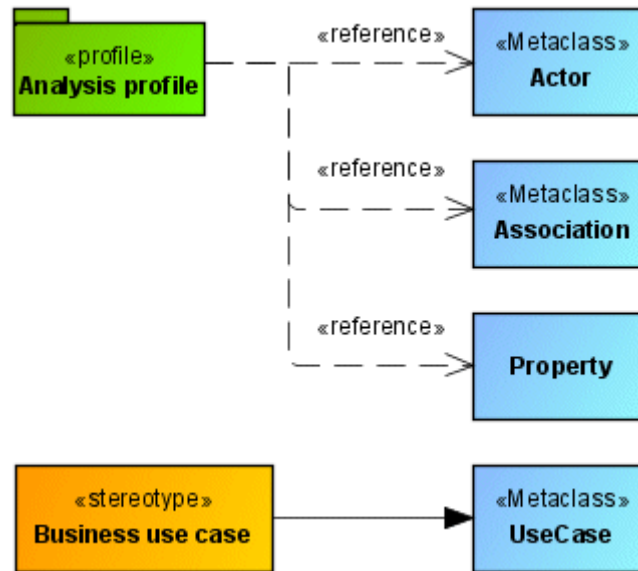 «reference»
«profile»
Analysis profile
«Metaclass»
Actor
«reference»
«Metaclass»
Association
«reference»
Property
«stereotype»
Business use case
«Metaclass»
UseCase